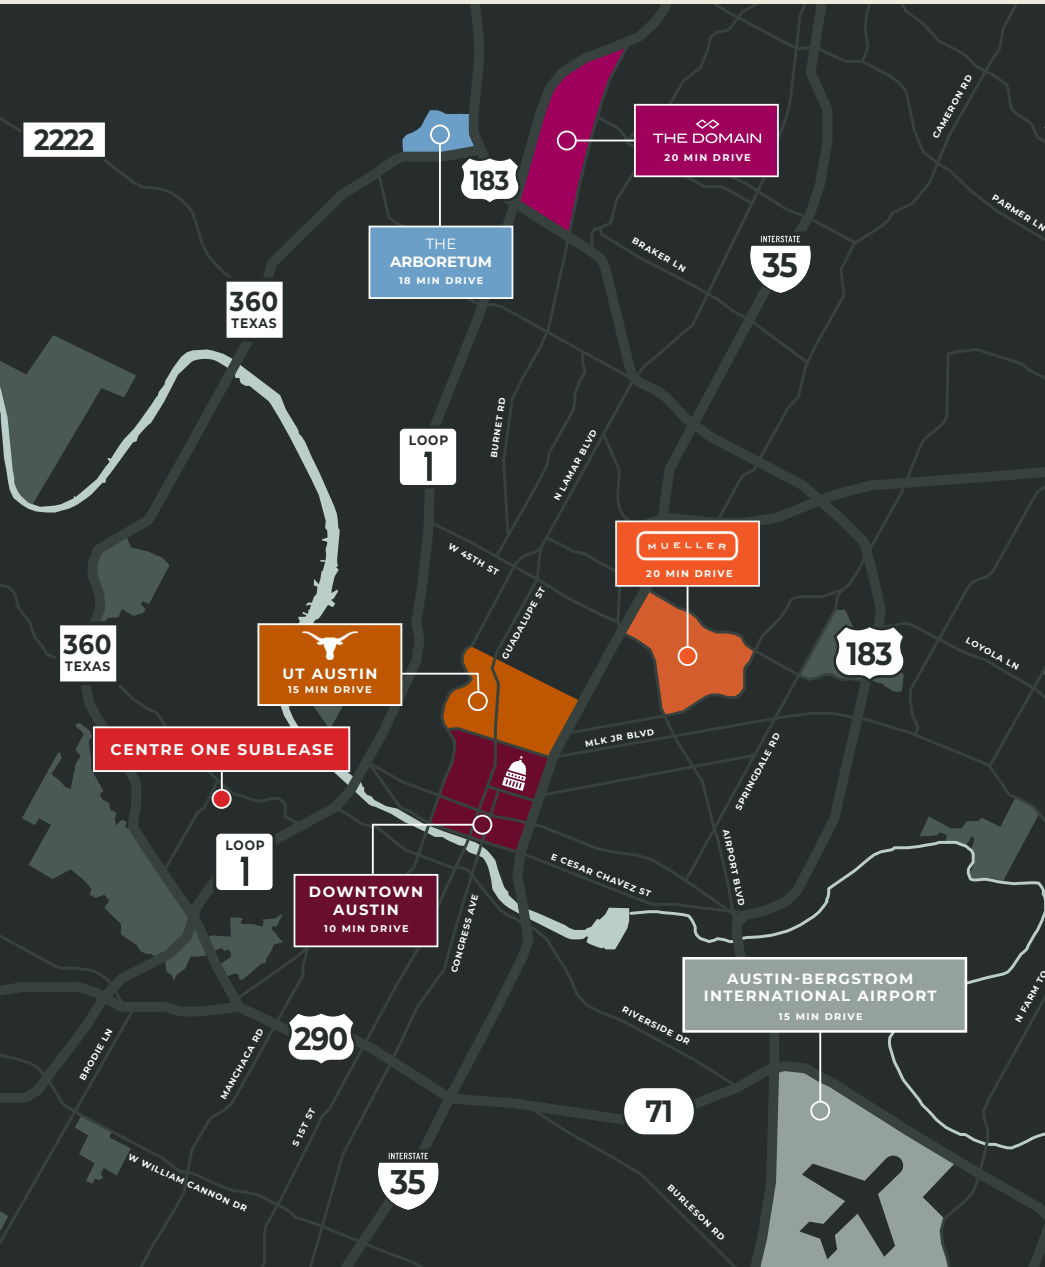 CAMERON RD
THE DOMAIN
20 MIN DRIVE
2222
183
PARMER LN
THE
ARBORETUM
18 MIN DRIVE
BRAKER LN
INTERSTATE
35
360
TEXAS
BURNET RD
LOOP
1
N LAMAR BLVD
W 45TH ST
MUELLER
20 MIN DRIVE
GUADALUPE ST
360
TEXAS
UT AUSTIN
15 MIN DRIVE
183
LOYOLA LN
CENTRE ONE SUBLEASE
MLK JR BLVD
SPRINGDALE RD
LOOP
1
AIRPORT BLVD
E CESAR CHAVEZ ST
DOWNTOWN
AUSTIN
10 MIN DRIVE
CONGRESS AVE
AUSTIN-BERGSTROM
INTERNATIONAL AIRPORT
15 MIN DRIVE
N FARM TO
BRODIE LN
MANCHACA RD
290
RIVERSIDE DR
71
S 1ST ST
W WILLIAM CANNON DR
INTERSTATE
35
BURLESON RD